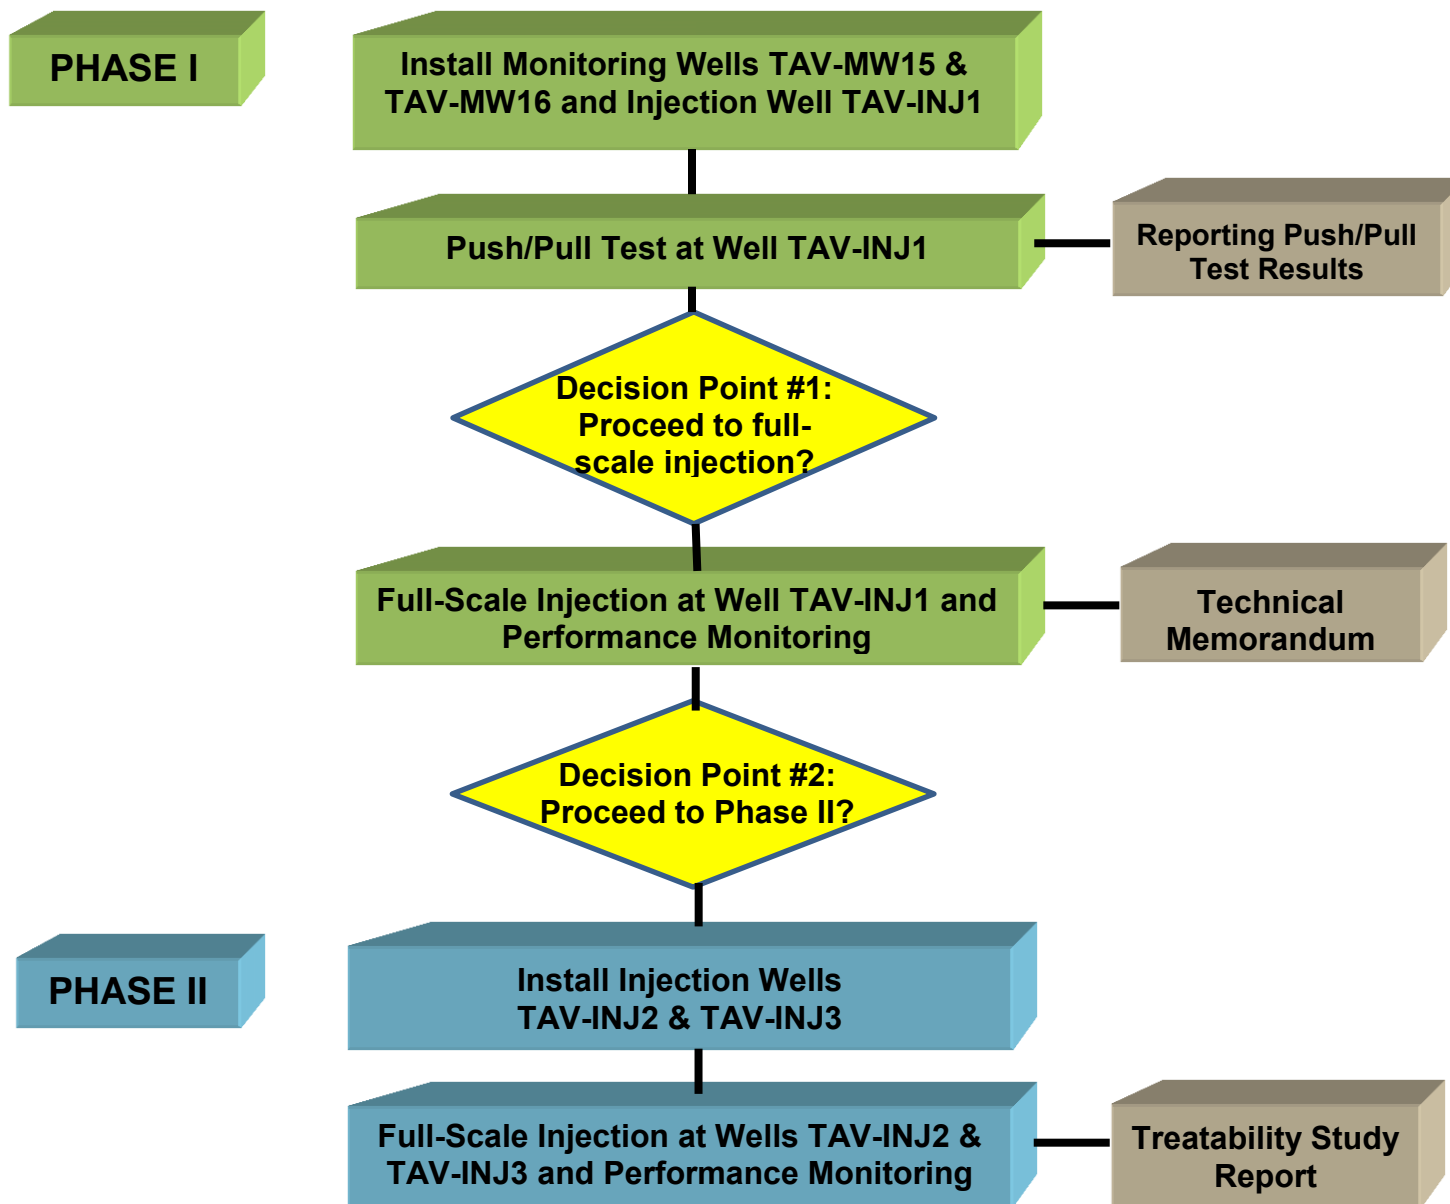 PHASE I
Install Monitoring Wells TAV-MW15 &
TAV-MW16 and Injection Well TAV-INJ1
Push/Pull Test at Well TAV-INJ1
Reporting Push/Pull
Test Results
Decision Point #1:
Proceed to full-
scale injection?
Full-Scale Injection at Well TAV-INJ1 and
Performance Monitoring
Technical
Memorandum
Decision Point #2:
Proceed to Phase II?
PHASE II
Install Injection Wells
TAV-INJ2 & TAV-INJ3
Full-Scale Injection at Wells TAV-INJ2 &
TAV-INJ3 and Performance Monitoring
Treatability Study
Report